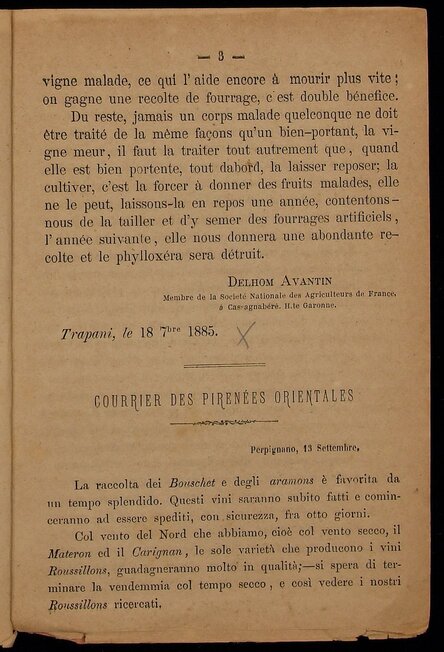 — 3 —
vigne malade, ce qui l'aide encore à mourir plus vite;
on gagne une recolte de fourrage, c'est double bénefice.
Du reste, jamais un corps malade quelconque ne doit
être traité de la même façons qu'un bien-portant, la vi-
gne meur, il faut la traiter tout autrement que, quand
elle est bien portente, tout dabord, la laisser reposer; la
cultiver, c'est la forcer à donner des fruits malades, elle
ne le peut, laissons-la en repos une année, contentons-
nous de la tailler et d'y semer des fourrages artificiels,
l'année suivante, elle nous donnera une abondante re-
colte et le phylloxéra sera détruit.
DELHOM AVANTIN
Membre de la Societé Nationale des Agriculteurs de France.
à Cas-agnabéré. H.te Garonne.
Trapani, le 18 7bre 1885. X
COURRIER DES PIRENÉES ORIENTALES
Perpignano, 13 Settembre,
La raccolta dei Bouschet e degli aramons è favorita da
un tempo splendido. Questi vini saranno subito fatti e comin-
ceranno ad essere spediti, con sicurezza, fra otto giorni.
Col vento del Nord che abbiamo, cioè col vento secco, il
Materon ed il Carignan, le sole varietà che producono i vini
Roussillons, guadagneranno molto in qualità;—si spera di ter-
minare la vendemmia col tempo secco, e così vedere i nostri
Roussillons ricercati.